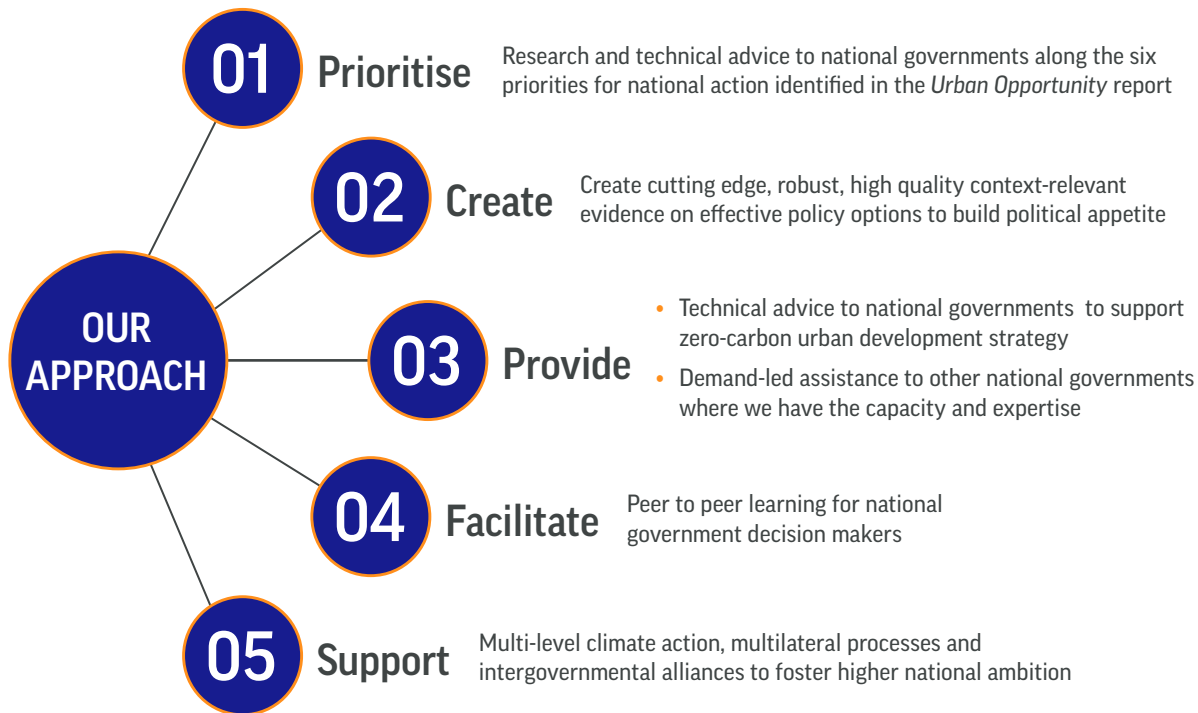 OUR
APPROACH
01
Prioritise
Research and technical advice to national governments along the six
priorities for national action identified in the Urban Opportunity report
02
Create
Create cutting edge, robust, high quality context-relevant
evidence on effective policy options to build political appetite
03
Provide
• Technical advice to national governments to support
zero-carbon urban development strategy
• Demand-led assistance to other national governments
where we have the capacity and expertise
04
Facilitate
Peer to peer learning for national
government decision makers
05
Support
Multi-level climate action, multilateral processes and
intergovernmental alliances to foster higher national ambition